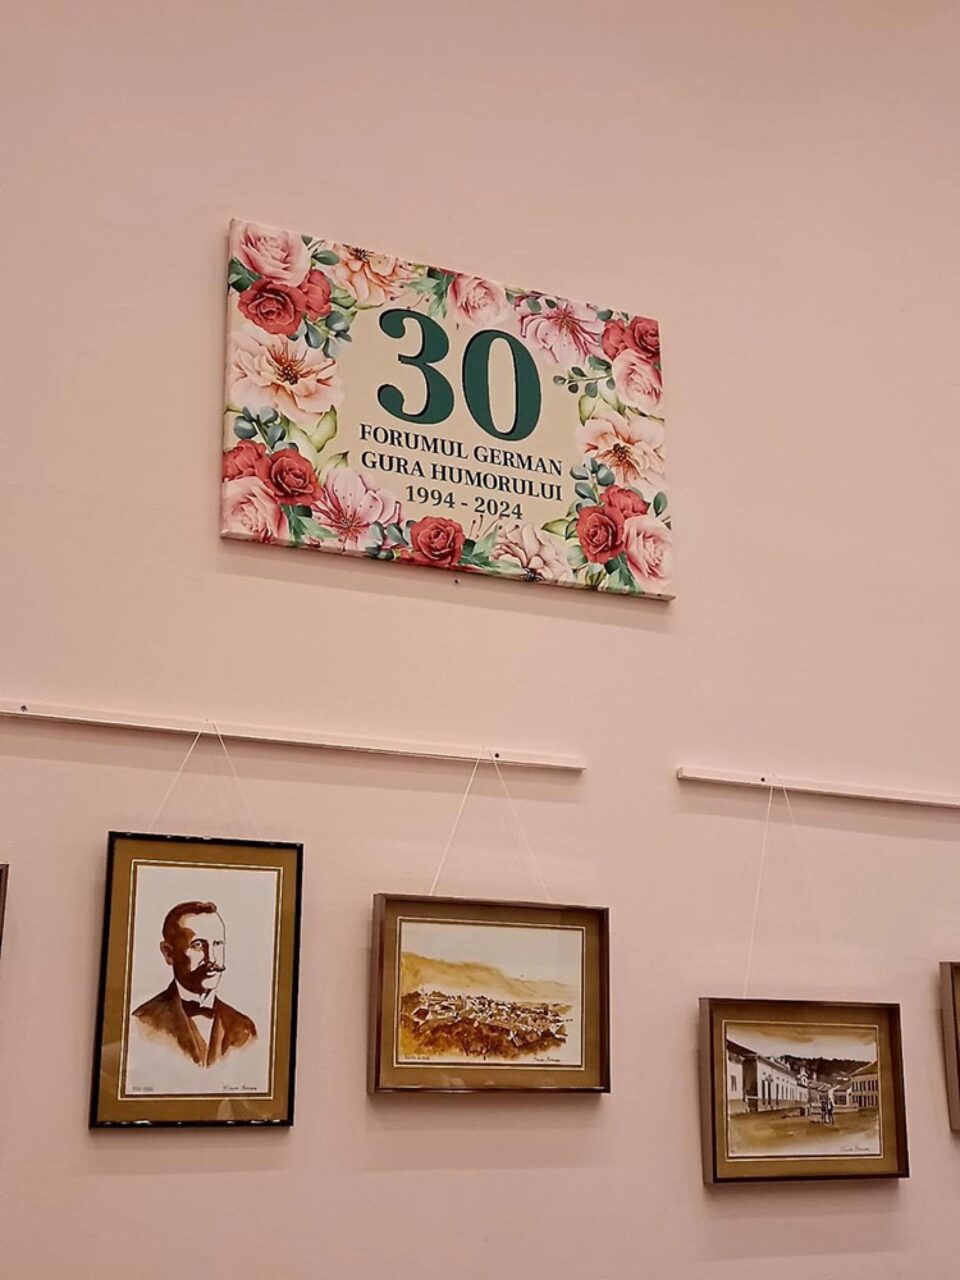 30
FORUMUL GERMAN
GURA HUMORULUI
1994 - 2024